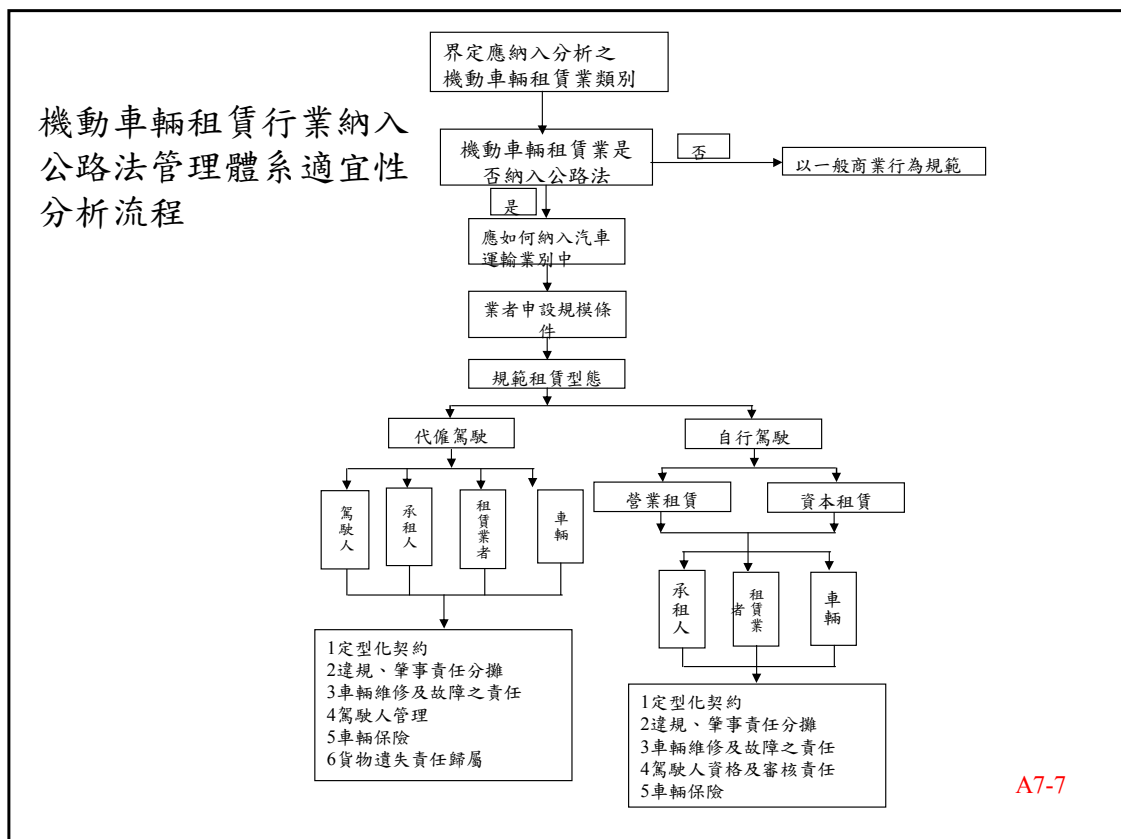 機動車輛租賃行業納入
公路法管理體系適宜性
分析流程
界定應納入分析之
機動車輛租賃業類別
機動車輛租賃業是
否納入公路法
否
以一般商業行為規範
是
應如何納入汽車
運輸業別中
業者申設規模條
件
規範租賃型態
代僱駕駛
自行駕駛
駕駛人
承租人
租賃業者
車輛
營業租賃
資本租賃
承租人
租賃業
者
車輛
1定型化契約
2違規、肇事責任分攤
3車輛維修及故障之責任
4駕駛人管理
5車輛保險
6貨物遺失責任歸屬
1定型化契約
2違規、肇事責任分攤
3車輛維修及故障之責任
4駕駛人資格及審核責任
5車輛保險
A7-7